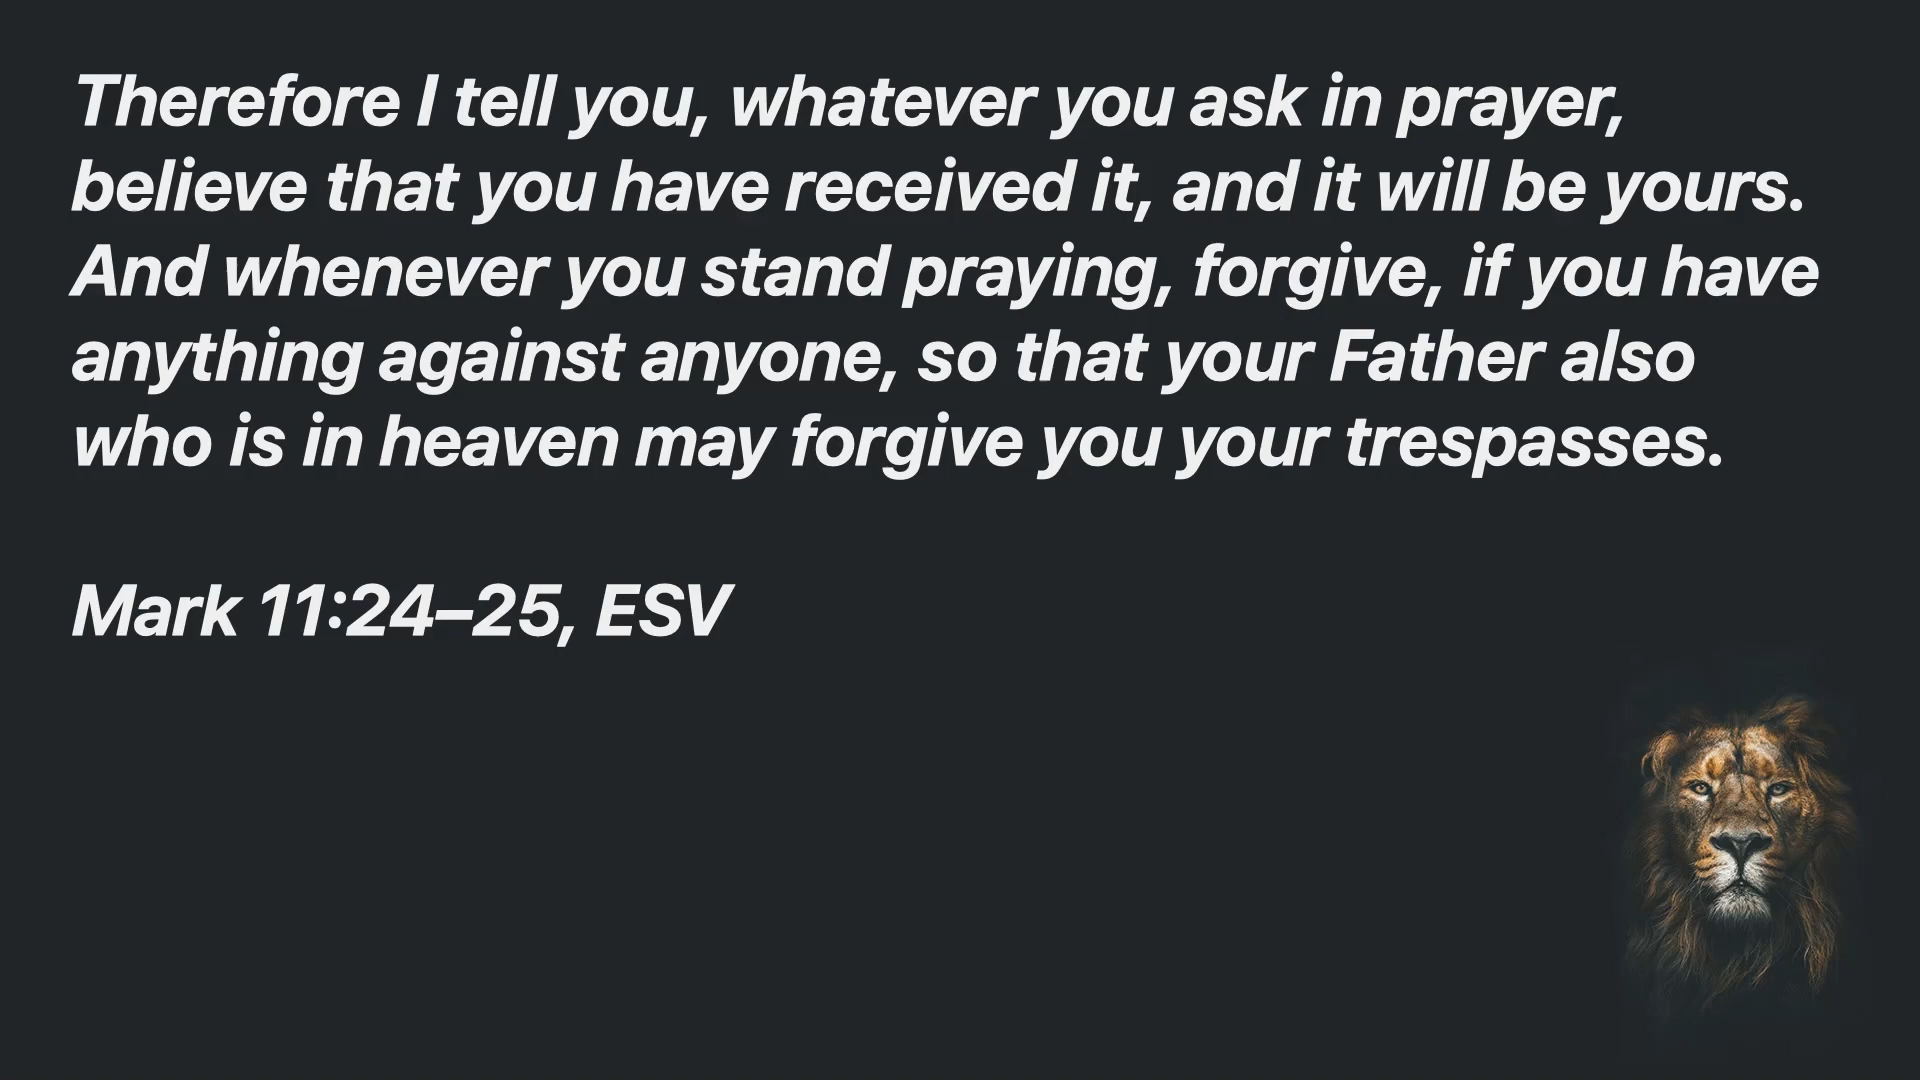 Therefore I tell you, whatever you ask in prayer,
believe that you have received it, and it will be yours.
And whenever you stand praying, forgive, if you have
anything against anyone, so that your Father also
who is in heaven may forgive you your trespasses.
Mark 11:24–25, ESV